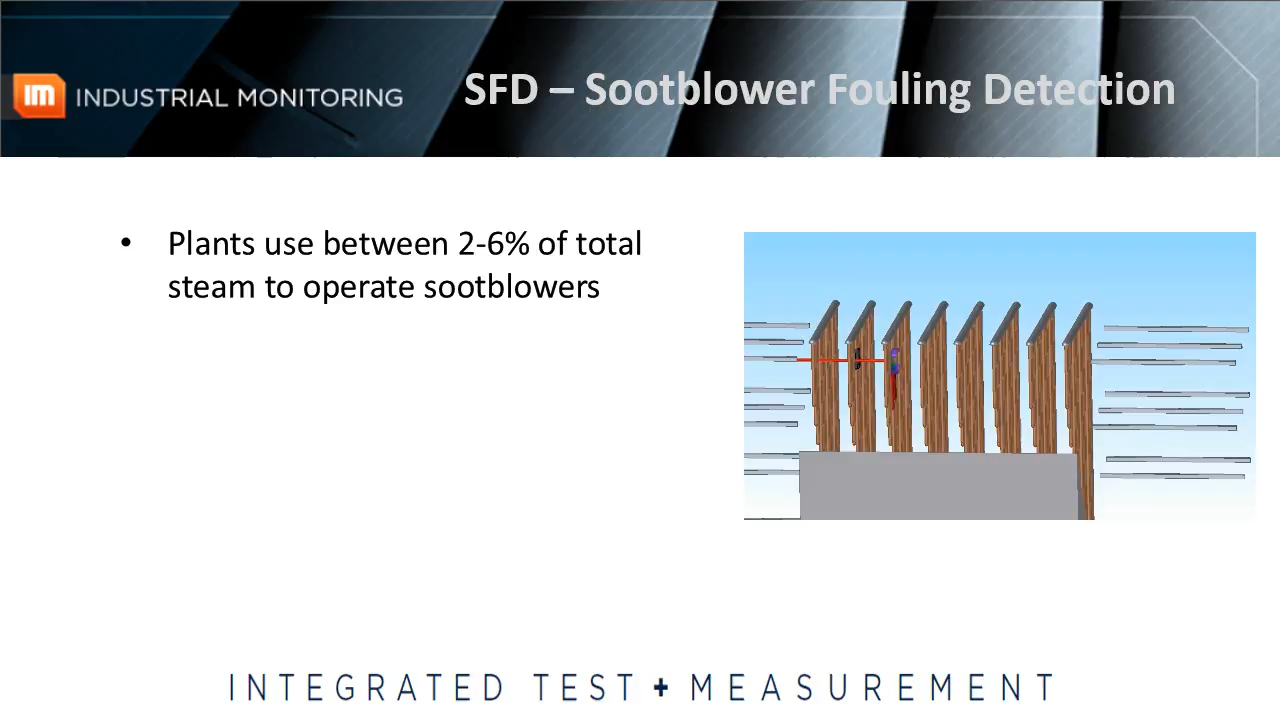 im INDUSTRIAL MONITORING
SFD – Sootblower Fouling Detection
• Plants use between 2-6% of total
steam to operate sootblowers
INTEGRATED TEST + MEASUREMENT